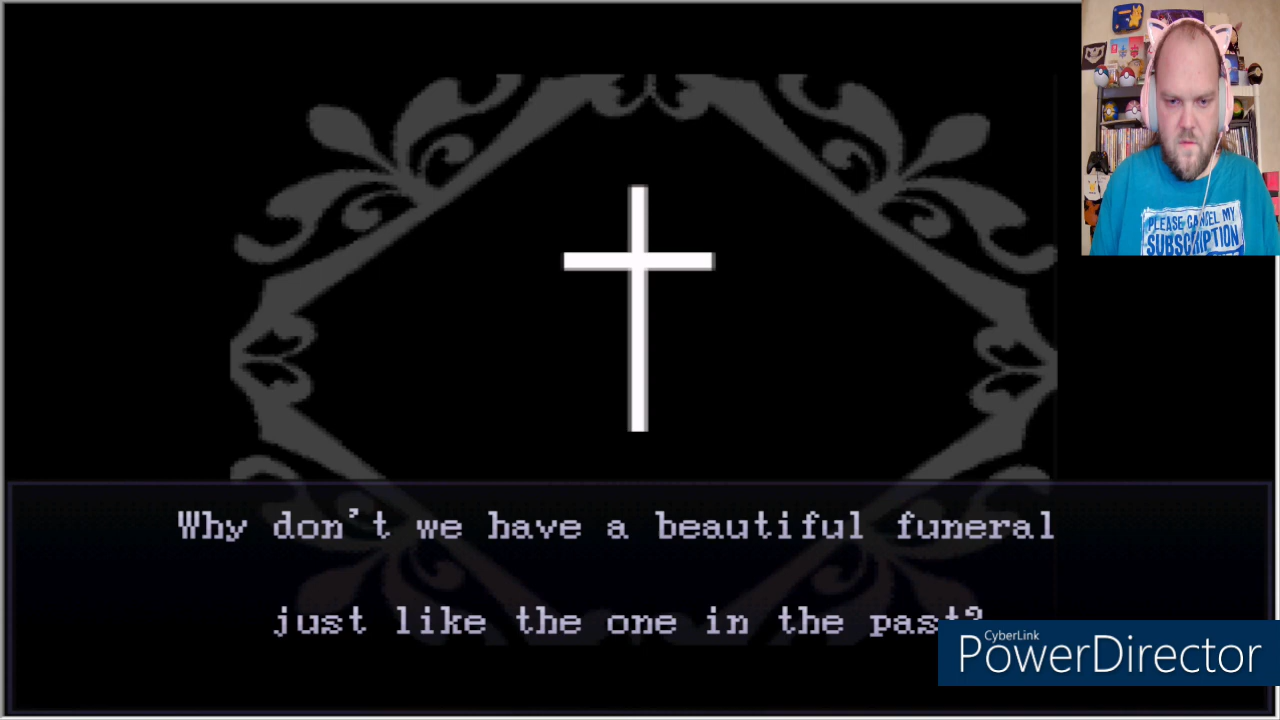 PLEASE CANCEL MY
SUBSCRIPTION
Why don't we have a beautiful funeral
just like the one in the past?
CyberLink
PowerDirector